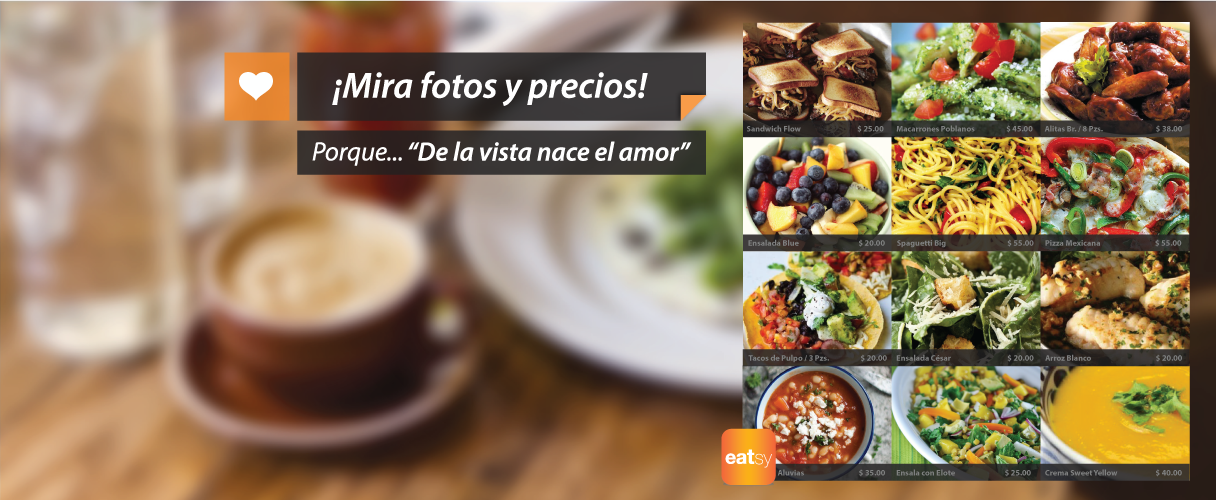 ¡Mira fotos y precios!
Porque... “De la vista nace el amor”
Sandwich Flow $ 25.00
Macarrones Poblanos $ 45.00
Alitas Br. / 8 Pzs. $ 38.00
Ensalada Blue $ 20.00
Spaguetti Big $ 55.00
Pizza Mexicana $ 55.00
Tacos de Pulpo / 3 Pzs. $ 20.00
Ensalada César $ 20.00
Arroz Blanco $ 20.00
Aluvias $ 35.00
Ensala con Elote $ 25.00
Crema Sweet Yellow $ 40.00
eatsy